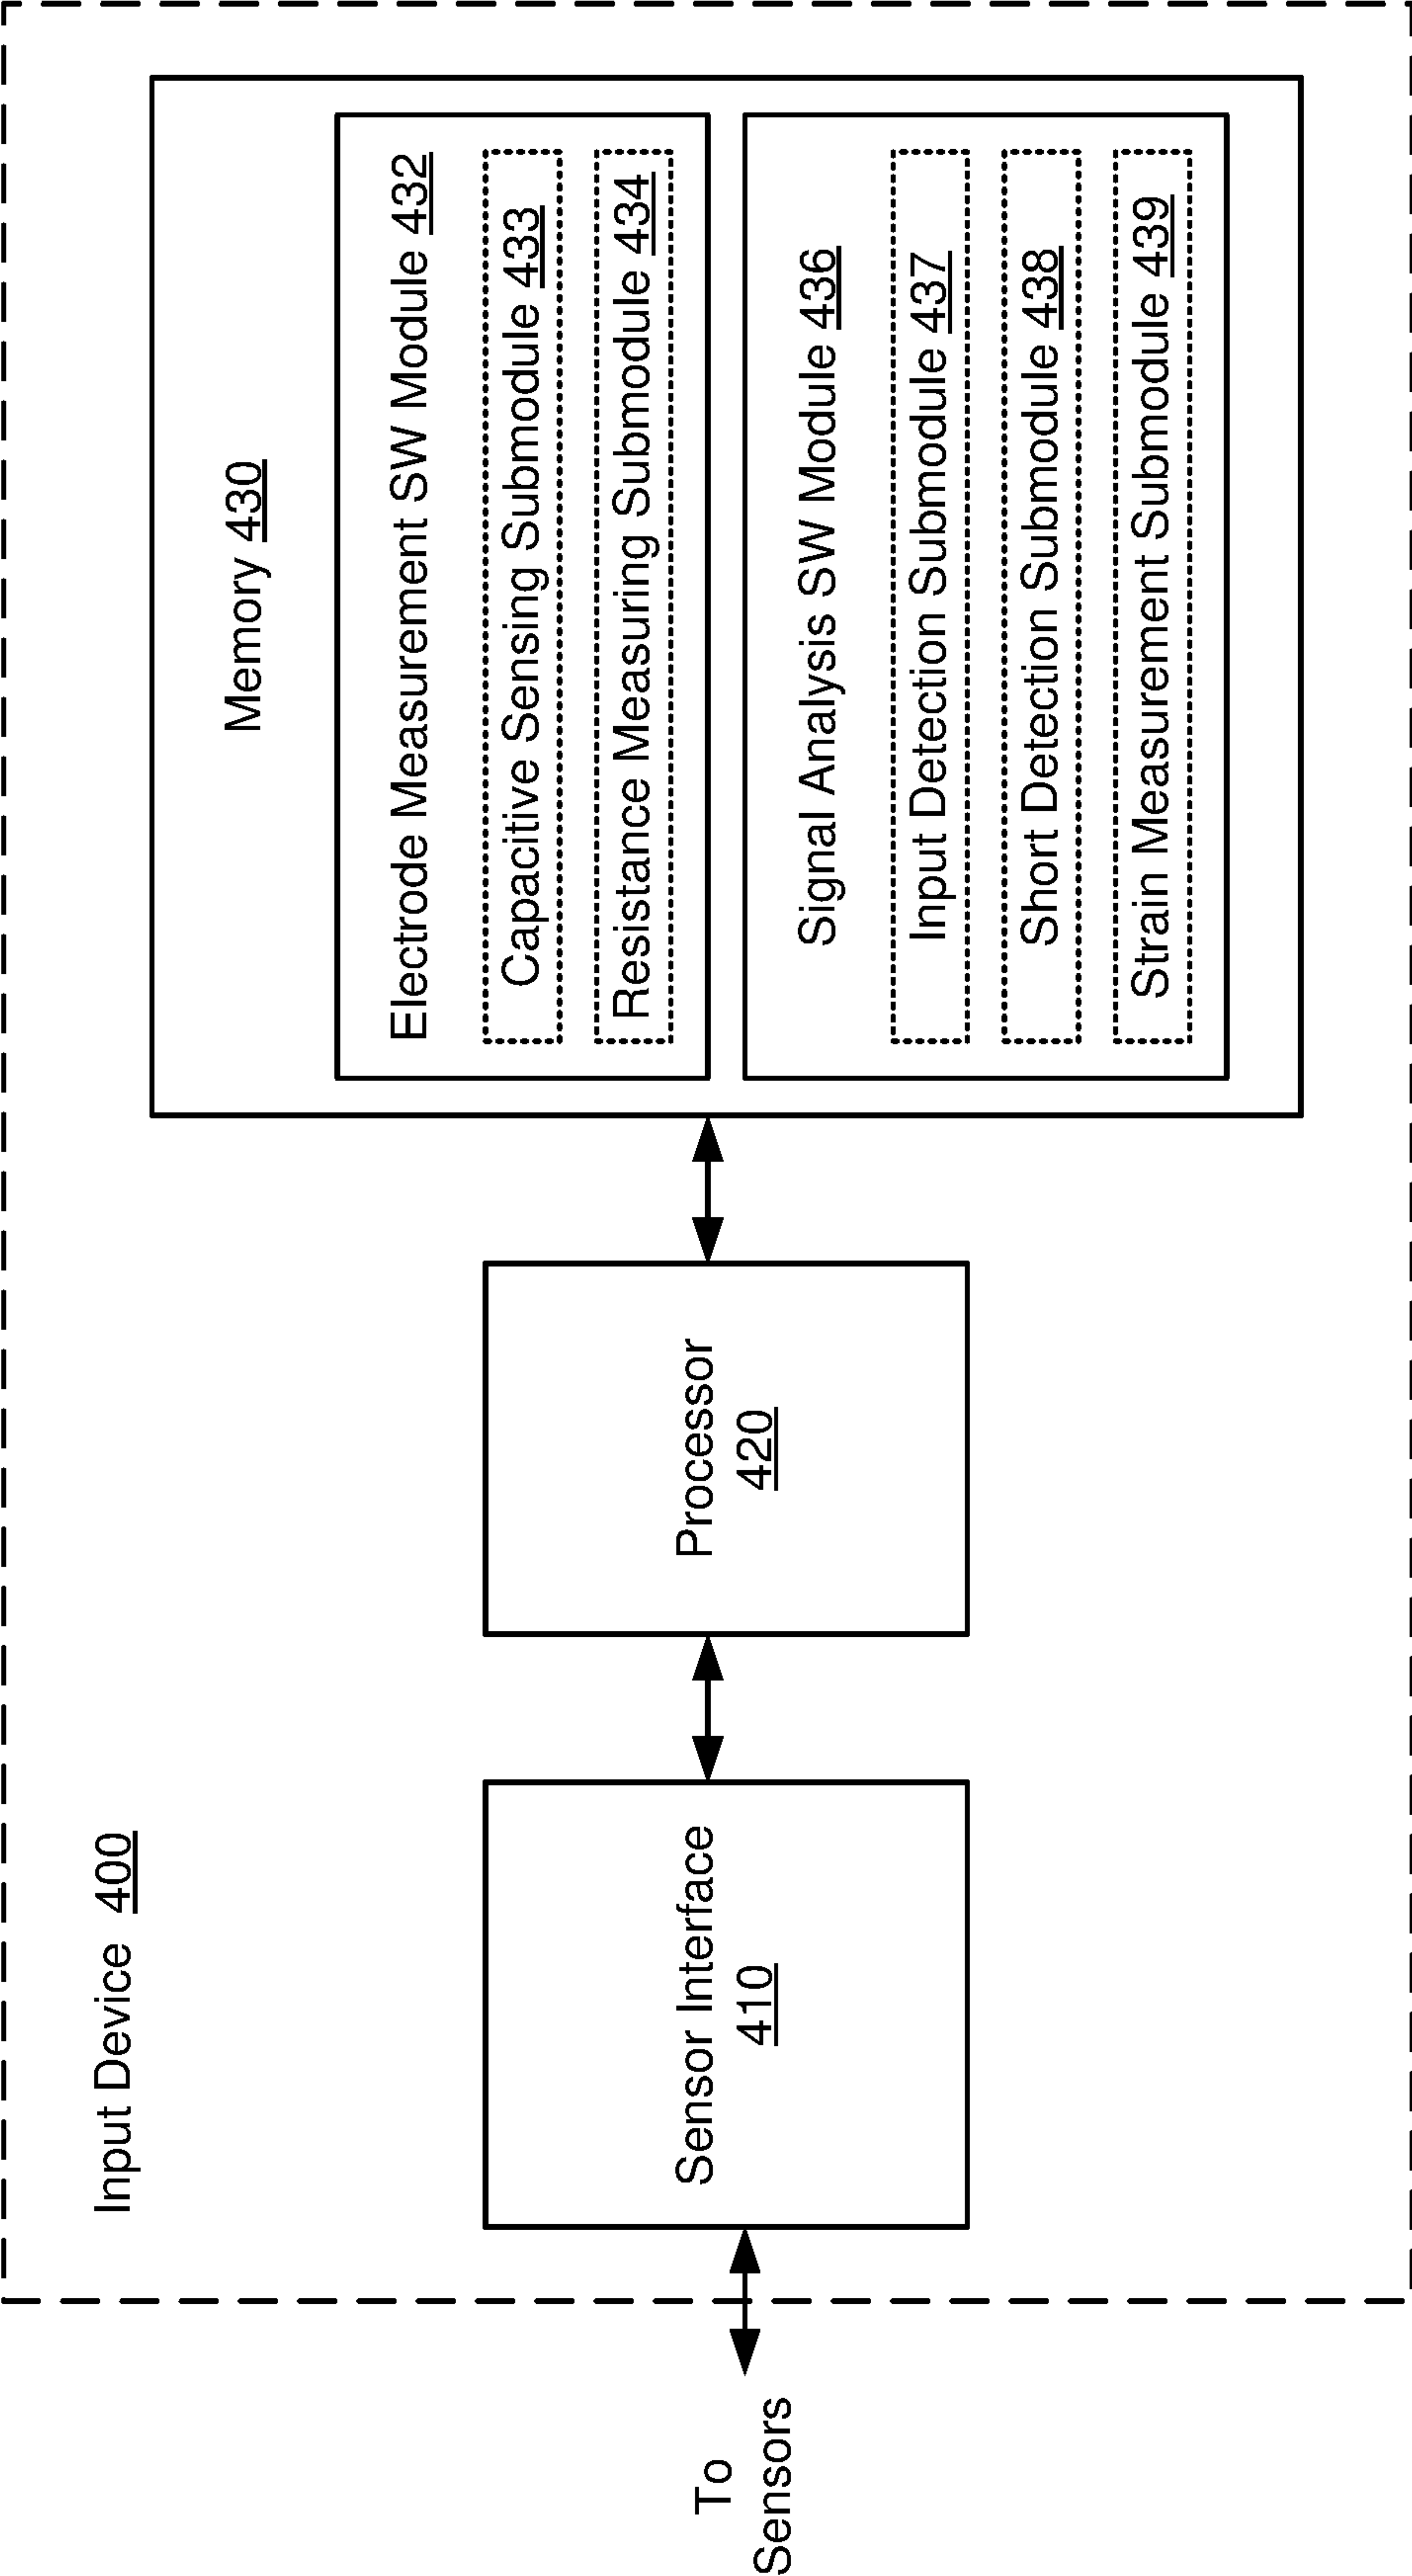 Input Device 400
To
Sensors
Sensor Interface
410
Processor
420
Memory 430
Electrode Measurement SW Module 432
Capacitive Sensing Submodule 433
Resistance Measuring Submodule 434
Signal Analysis SW Module 436
Input Detection Submodule 437
Short Detection Submodule 438
Strain Measurement Submodule 439